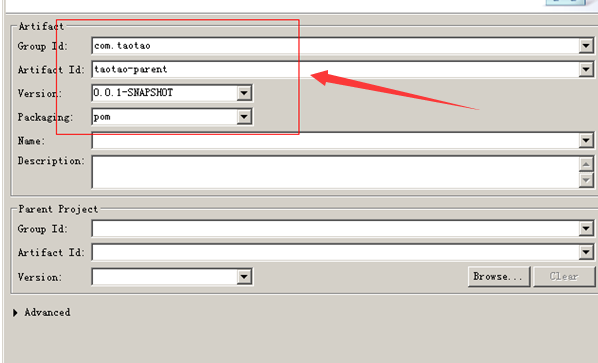 Artifact
Group Id: com.taotao
Artifact Id: taotao-parent
Version: 0.0.1-SNAPSHOT
Packaging: pom
Name:
Description:
Parent Project
Group Id:
Artifact Id:
Version: Browse... Clear
Advanced